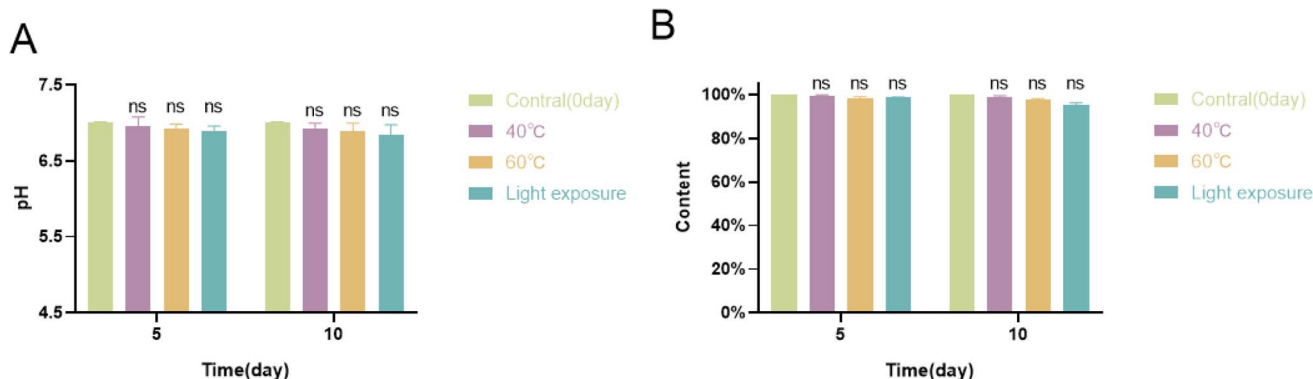 A
pH
7.5
6.5
5.5
4.5
ns ns ns
ns ns ns
5
10
Time(day)
Contral(0day)
40℃
60℃
Light exposure
B
Content
100%
80%
60%
40%
20%
0%
ns ns ns
ns ns ns
5
10
Time(day)
Contral(0day)
40℃
60℃
Light exposure